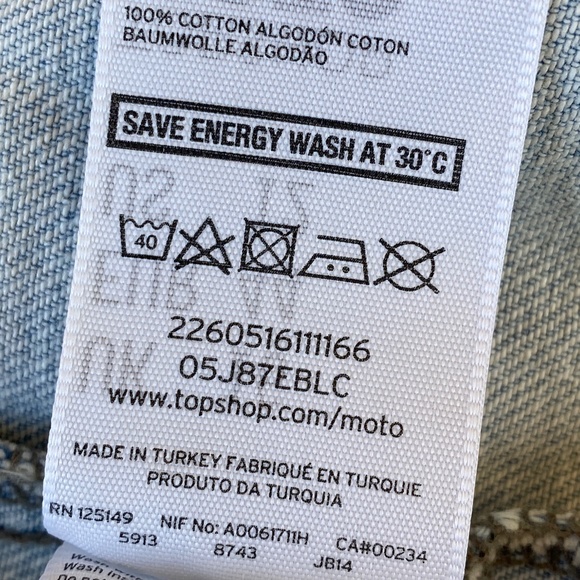 100% COTTON ALGODÓN COTON
BAUMWOLLE ALGODÃO
SAVE ENERGY WASH AT 30°C
40
2260516111166
05J87EBLC
www.topshop.com/moto
MADE IN TURKEY FABRIQUÉ EN TURQUIE
PRODUTO DA TURQUIA
RN 125149 NIF No: A0061711H CA#00234
5913 8743 JB14